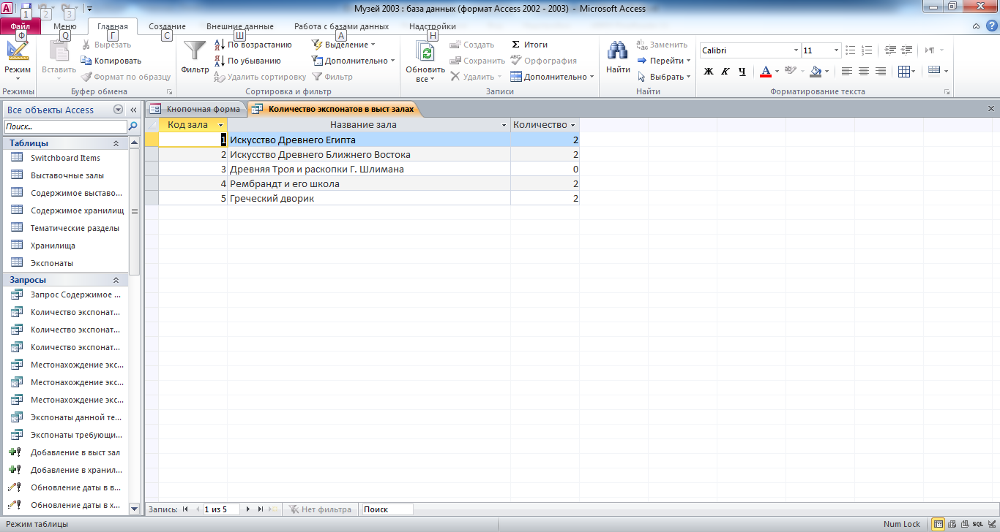 Музей 2003 : база данных (формат Access 2002 - 2003) - Microsoft Access
1 2 3
Файл Меню Главная Создание Внешние данные Работа с базами данных Надстройки
Ф Q Г С Ш А Н
Режим
Режимы
Вставить
Вырезать
Копировать
Формат по образцу
Буфер обмена
Фильтр
По возрастанию
По убыванию
Удалить сортировку
Выделение
Дополнительно
Фильтр
Сортировка и фильтр
Обновить
все
Создать
Сохранить
Удалить
Итоги
Орфография
Дополнительно
Записи
Найти
Заменить
Перейти
Выбрать
Найти
Calibri 11
Ж К Ч
Форматирование текста
Все объекты Access
Поиск...
Таблицы
Switchboard Items
Выставочные залы
Содержимое выставо...
Содержимое хранилищ
Тематические разделы
Хранилища
Экспонаты
Запросы
Запрос Содержимое ...
Количество экспонат...
Количество экспонат...
Количество экспонат...
Местонахождение экс...
Местонахождение экс...
Местонахождение экс...
Экспонаты данной те...
Экспонаты требующи...
Добавление в выст зал
Добавление в хранил...
Обновление даты в в...
Обновление даты в х...
Кнопочная форма Количество экспонатов в выст залах
Код зала Название зала Количество
1 Искусство Древнего Египта 2
2 Искусство Древнего Ближнего Востока 2
3 Древняя Троя и раскопки Г. Шлимана 0
4 Рембрандт и его школа 2
5 Греческий дворик 2
Запись: 1 из 5 Нет фильтра Поиск
Режим таблицы Num Lock SQL